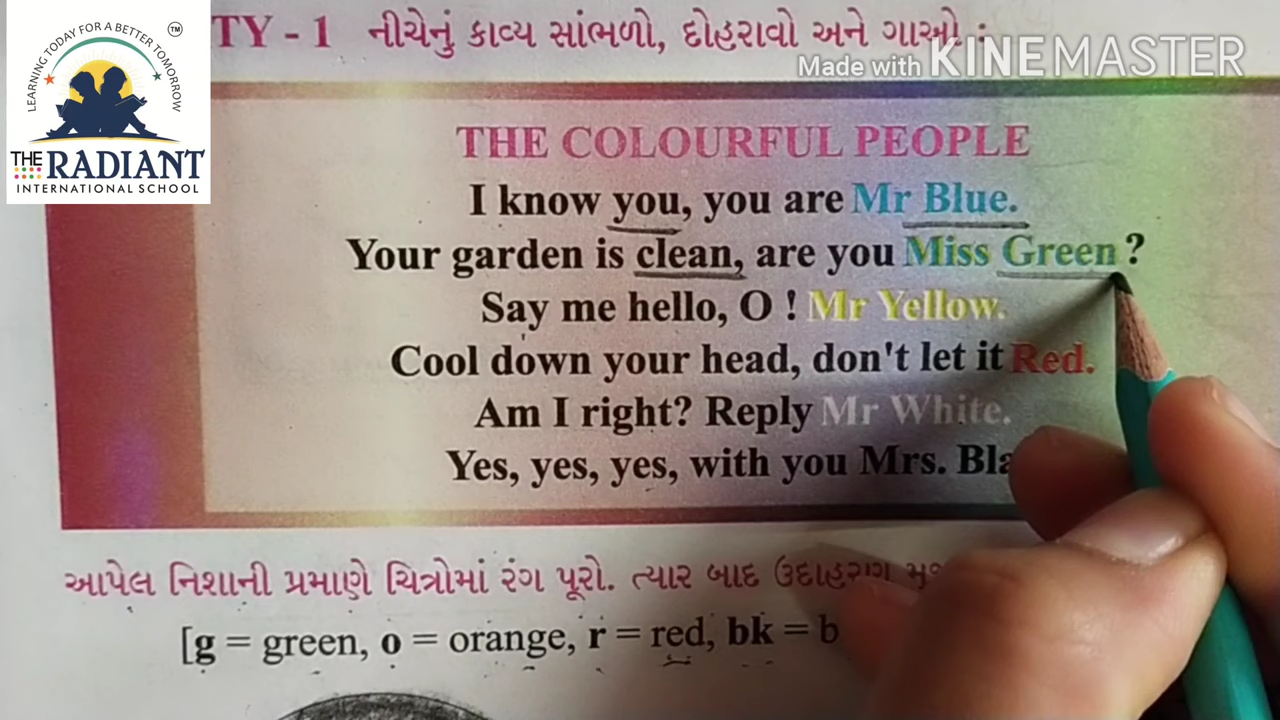 LEARNING TODAY FOR A BETTER TOMORROW
TM
THE RADIANT
INTERNATIONAL SCHOOL
TY - 1 નીચેનું કાવ્ય સાંભળો, દોહરાવો અને ગાઓ :
Made with KINEMASTER
THE COLOURFUL PEOPLE
I know you, you are Mr Blue.
Your garden is clean, are you Miss Green ?
Say me hello, O ! Mr Yellow.
Cool down your head, don't let it Red.
Am I right? Reply Mr White.
Yes, yes, yes, with you Mrs. Bla
આપેલ નિશાની પ્રમાણે ચિત્રોમાં રંગ પૂરો. ત્યાર બાદ ઉદાહરણ
[g = green, o = orange, r = red, bk = b